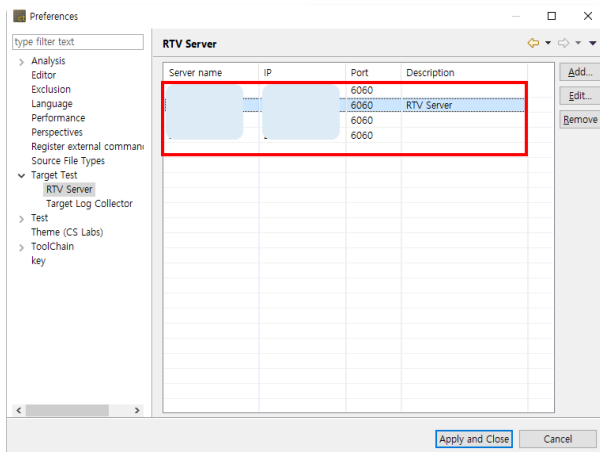 Preferences
type filter text
Analysis
Editor
Exclusion
Language
Performance
Perspectives
Register external comman
Source File Types
Target Test
RTV Server
Target Log Collector
Test
Theme (CS Labs)
ToolChain
key
RTV Server
Server name IP Port Description
6060
6060 RTV Server
6060
6060
Add...
Edit...
Remove
Apply and Close
Cancel